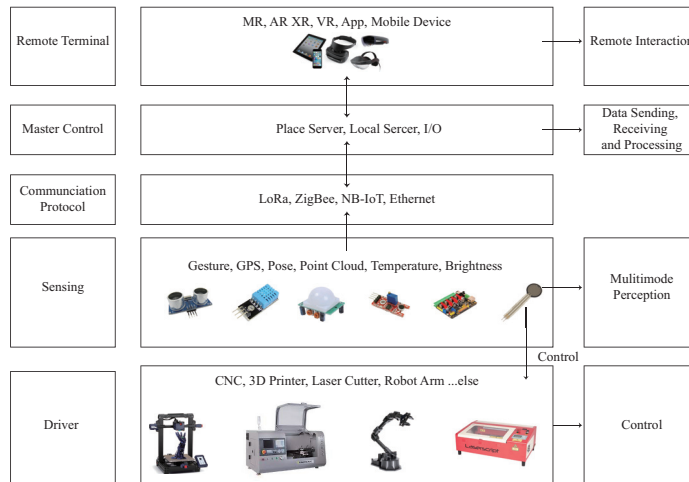 Remote Terminal
MR, AR XR, VR, App, Mobile Device
Remote Interaction
Master Control
Place Server, Local Sercer, I/O
Data Sending,
Receiving
and Processing
Communciation
Protocol
LoRa, ZigBee, NB-IoT, Ethernet
Sensing
Gesture, GPS, Pose, Point Cloud, Temperature, Brightness
Mulitimode
Perception
Control
Driver
CNC, 3D Printer, Laser Cutter, Robot Arm ...else
Laserscript
Control